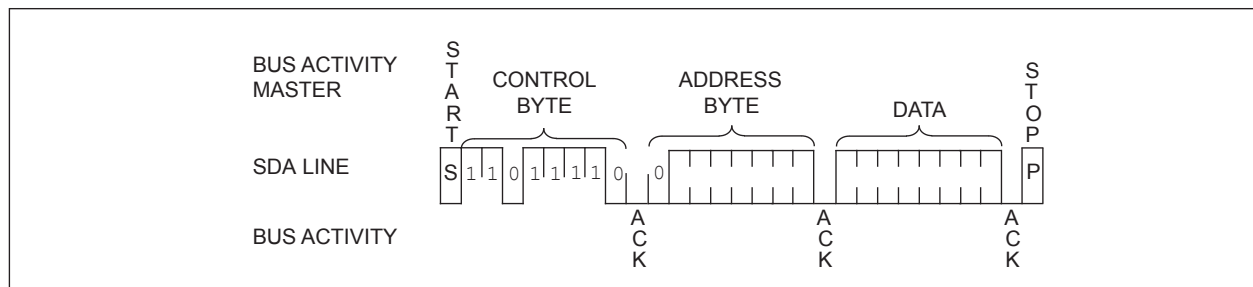 BUS ACTIVITY
MASTER
START
CONTROL
BYTE
ADDRESS
BYTE
DATA
STOP
SDA LINE
S 1 1 0 1 1 1 1 0 0 P
BUS ACTIVITY
ACK
ACK
ACK